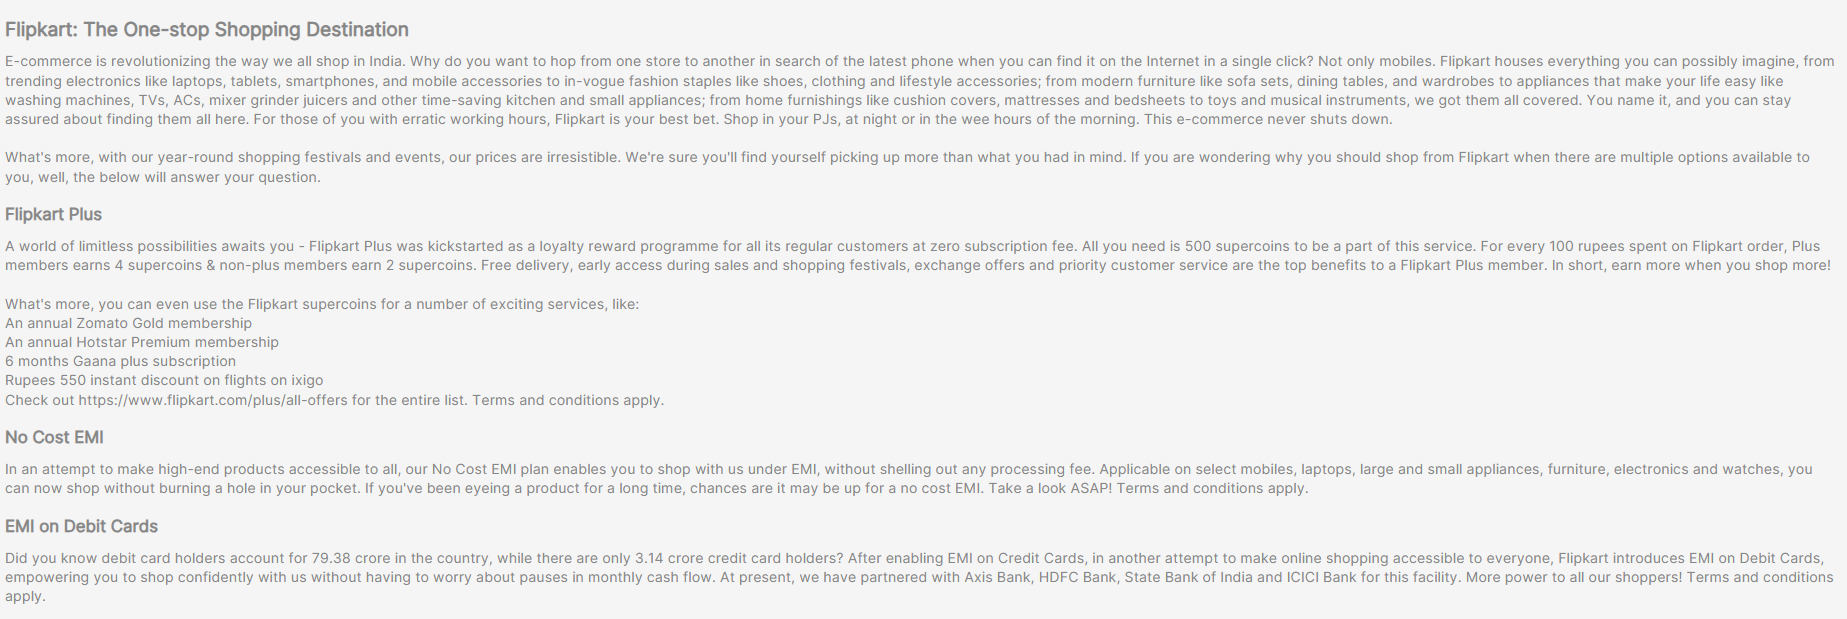 Flipkart: The One-stop Shopping Destination
E-commerce is revolutionizing the way we all shop in India. Why do you want to hop from one store to another in search of the latest phone when you can find it on the Internet in a single click? Not only mobiles. Flipkart houses everything you can possibly imagine, from
trending electronics like laptops, tablets, smartphones, and mobile accessories to in-vogue fashion staples like shoes, clothing and lifestyle accessories; from modern furniture like sofa sets, dining tables, and wardrobes to appliances that make your life easy like
washing machines, TVs, ACs, mixer grinder juicers and other time-saving kitchen and small appliances; from home furnishings like cushion covers, mattresses and bedsheets to toys and musical instruments, we got them all covered. You name it, and you can stay
assured about finding them all here. For those of you with erratic working hours, Flipkart is your best bet. Shop in your PJs, at night or in the wee hours of the morning. This e-commerce never shuts down.
What's more, with our year-round shopping festivals and events, our prices are irresistible. We're sure you'll find yourself picking up more than what you had in mind. If you are wondering why you should shop from Flipkart when there are multiple options available to
you, well, the below will answer your question.
Flipkart Plus
A world of limitless possibilities awaits you - Flipkart Plus was kickstarted as a loyalty reward programme for all its regular customers at zero subscription fee. All you need is 500 supercoins to be a part of this service. For every 100 rupees spent on Flipkart order, Plus
members earns 4 supercoins & non-plus members earn 2 supercoins. Free delivery, early access during sales and shopping festivals, exchange offers and priority customer service are the top benefits to a Flipkart Plus member. In short, earn more when you shop more!
What's more, you can even use the Flipkart supercoins for a number of exciting services, like:
An annual Zomato Gold membership
An annual Hotstar Premium membership
6 months Gaana plus subscription
Rupees 550 instant discount on flights on ixigo
Check out https://www.flipkart.com/plus/all-offers for the entire list. Terms and conditions apply.
No Cost EMI
In an attempt to make high-end products accessible to all, our No Cost EMI plan enables you to shop with us under EMI, without shelling out any processing fee. Applicable on select mobiles, laptops, large and small appliances, furniture, electronics and watches, you
can now shop without burning a hole in your pocket. If you've been eyeing a product for a long time, chances are it may be up for a no cost EMI. Take a look ASAP! Terms and conditions apply.
EMI on Debit Cards
Did you know debit card holders account for 79.38 crore in the country, while there are only 3.14 crore credit card holders? After enabling EMI on Credit Cards, in another attempt to make online shopping accessible to everyone, Flipkart introduces EMI on Debit Cards,
empowering you to shop confidently with us without having to worry about pauses in monthly cash flow. At present, we have partnered with Axis Bank, HDFC Bank, State Bank of India and ICICI Bank for this facility. More power to all our shoppers! Terms and conditions
apply.